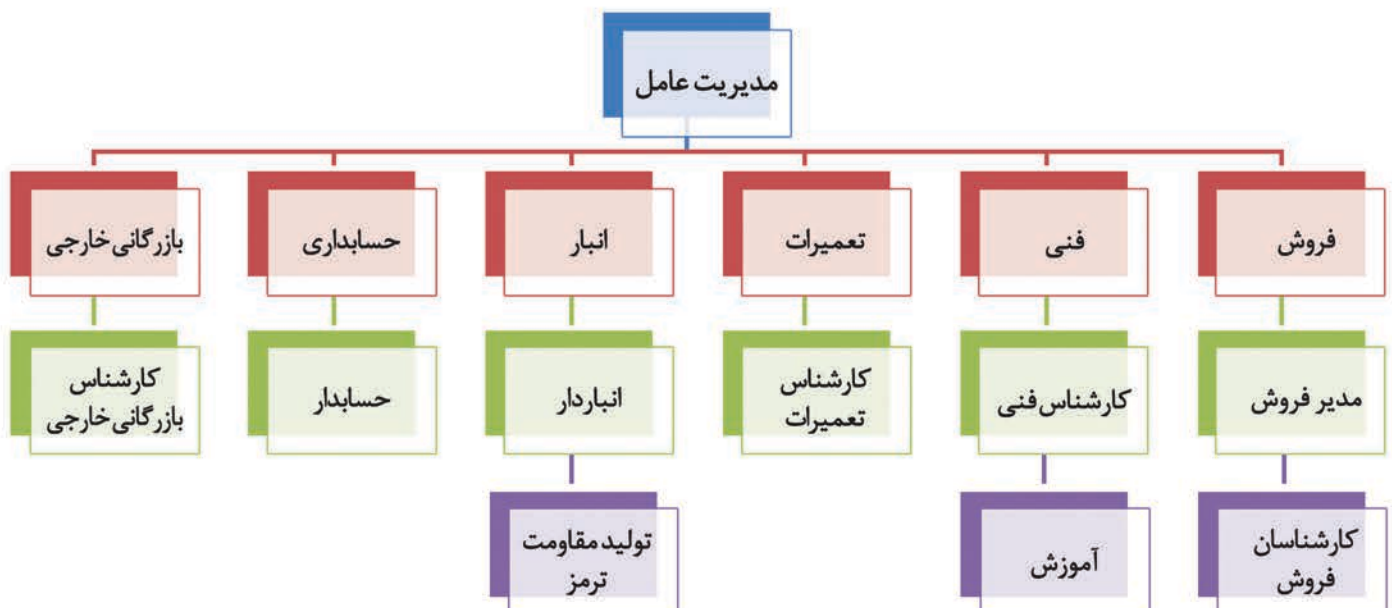 مدیریت عامل
فروش
فنی
تعمیرات
انبار
حسابداری
بازرگانی خارجی
مدیر فروش
کارشناس فنی
کارشناس
تعمیرات
انباردار
حسابدار
کارشناس
بازرگانی خارجی
کارشناسان
فروش
آموزش
تولید مقاومت
ترمز